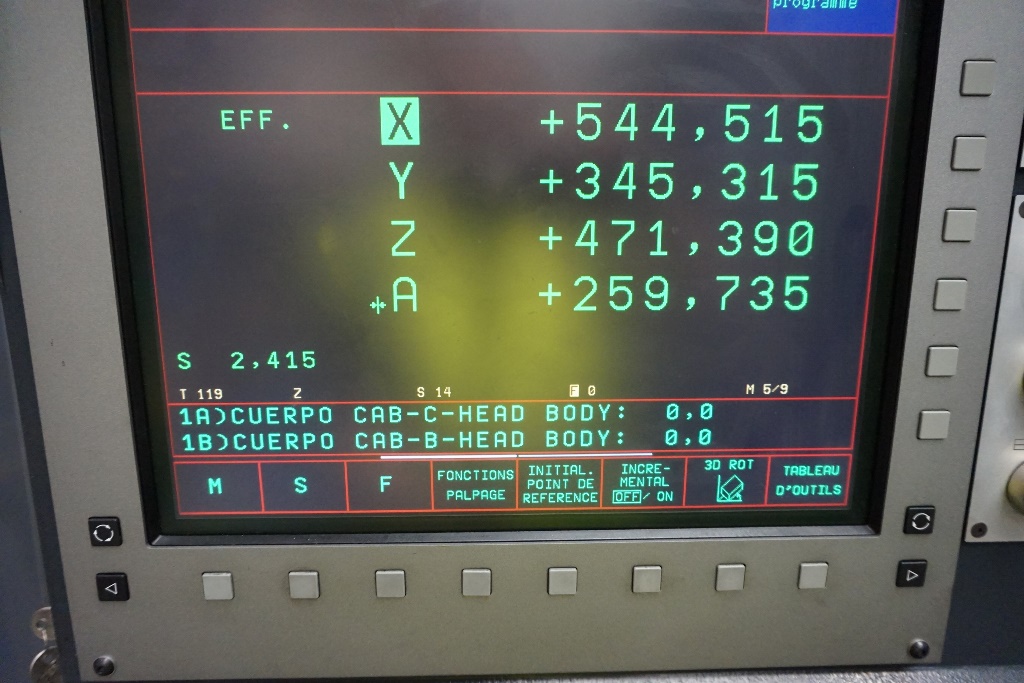 programme
EFF. X +544,515
Y +345,315
Z +471,390
A +259,735
S 2,415
T 119 Z S 14 F 0 M 5/9
1A)CUERPO CAB-C-HEAD BODY: 0,0
1B)CUERPO CAB-B-HEAD BODY: 0,0
M
S
F
FONCTIONS
PALPAGE
INITIAL.
POINT DE
REFERENCE
INCRE-
MENTAL
OFF/ ON
3D ROT
TABLEAU
D'OUTILS